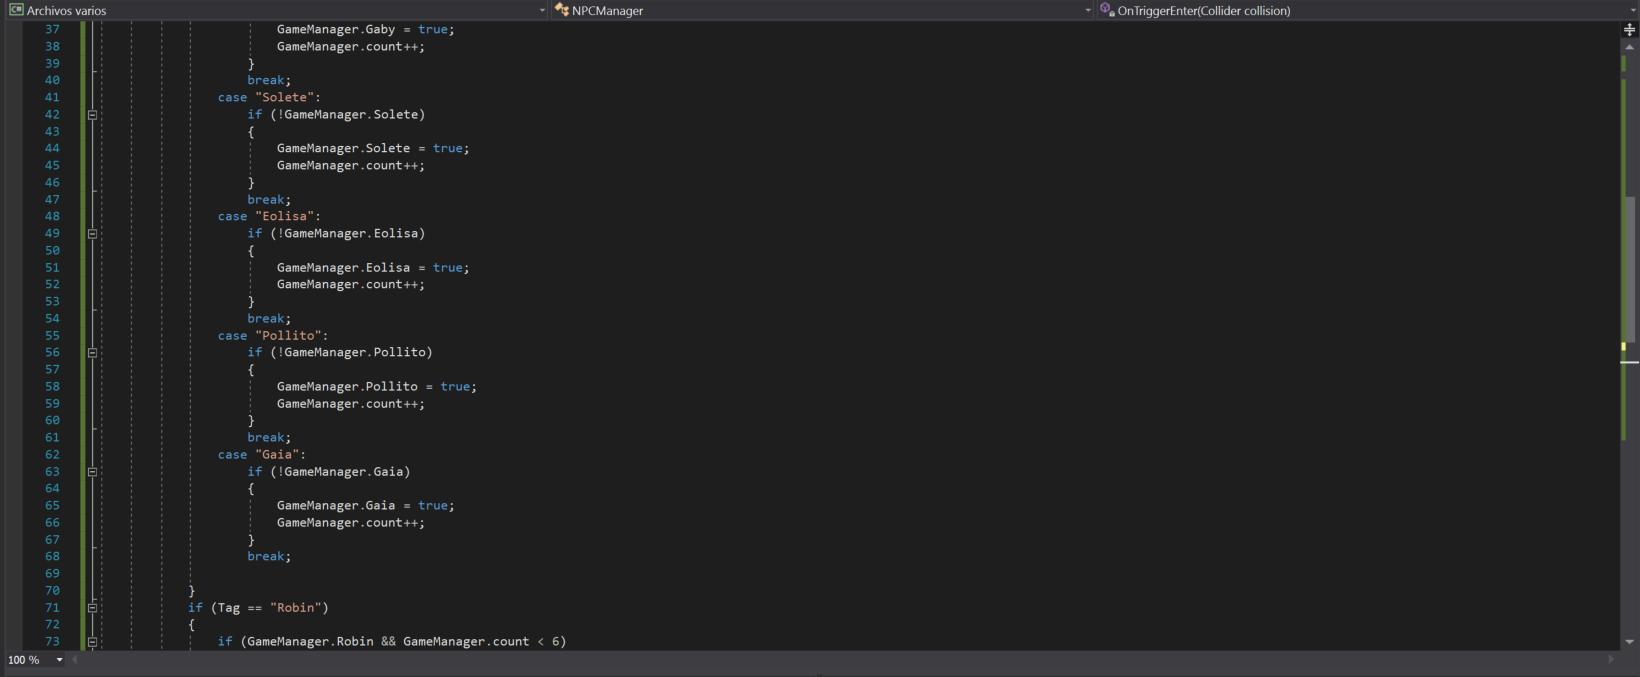 Archivos varios NPCManager OnTriggerEnter(Collider collision)
37 GameManager.Gaby = true;
38 GameManager.count++;
39 }
40 break;
41 case "Solete":
42 if (!GameManager.Solete)
43 {
44 GameManager.Solete = true;
45 GameManager.count++;
46 }
47 break;
48 case "Eolisa":
49 if (!GameManager.Eolisa)
50 {
51 GameManager.Eolisa = true;
52 GameManager.count++;
53 }
54 break;
55 case "Pollito":
56 if (!GameManager.Pollito)
57 {
58 GameManager.Pollito = true;
59 GameManager.count++;
60 }
61 break;
62 case "Gaia":
63 if (!GameManager.Gaia)
64 {
65 GameManager.Gaia = true;
66 GameManager.count++;
67 }
68 break;
69
70 }
71 if (Tag == "Robin")
72 {
73 if (GameManager.Robin && GameManager.count < 6)
100 %